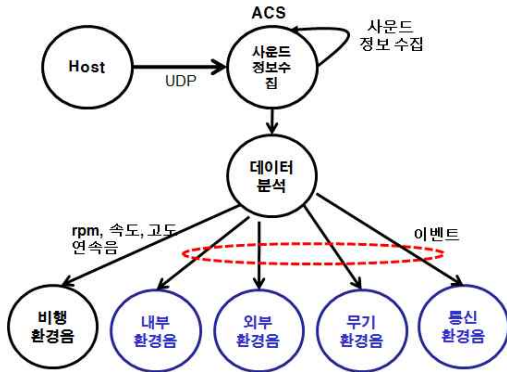 ACS
Host
UDP
사운드
정보수
집
사운드
정보 수집
데이터
분석
rpm, 속도, 고도
연속음
이벤트
비행
환경음
내부
환경음
외부
환경음
무기
환경음
통신
환경음